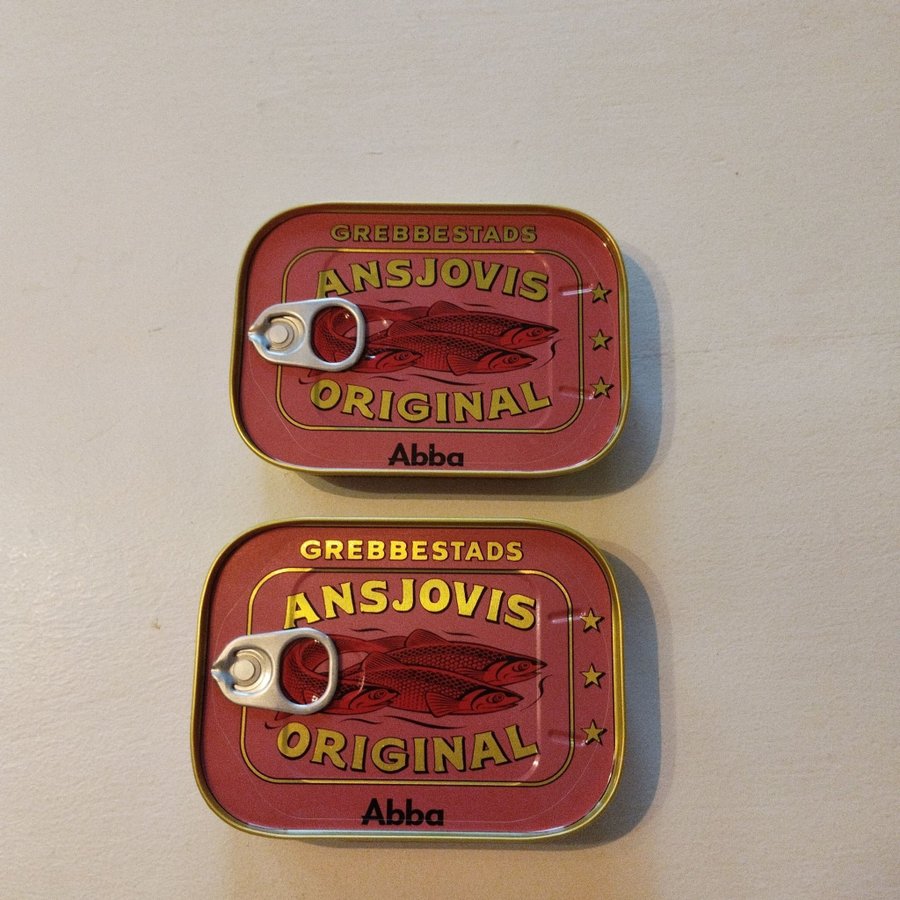 GREBBESTADS
ANSJOVIS
ORIGINAL
Abba
GREBBESTADS
ANSJOVIS
ORIGINAL
Abba